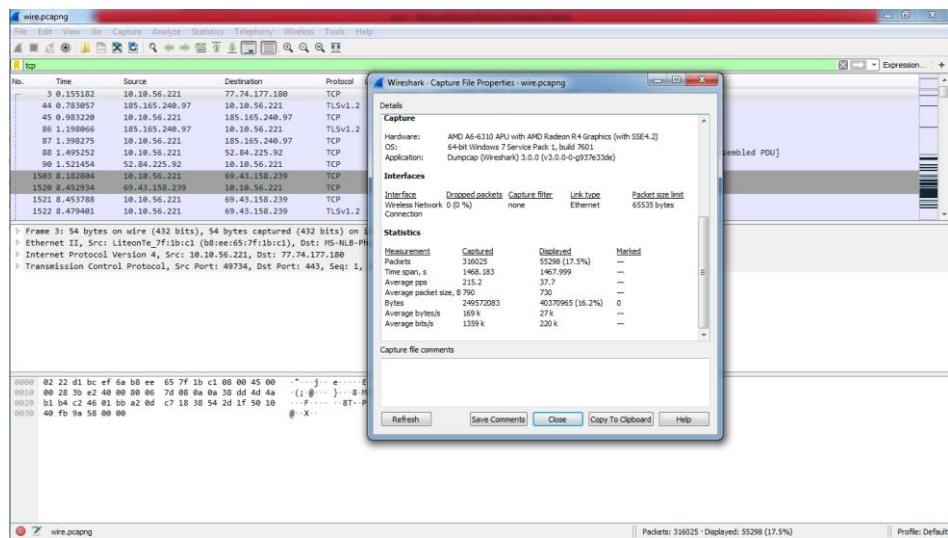 wire.pcapng
File Edit View Go Capture Analyze Statistics Telephony Wireless Tools Help
tcp
Expression... +
No. Time Source Destination Protocol
3 0.155182 10.10.56.221 77.74.177.180 TCP
44 0.783057 185.165.240.97 10.10.56.221 TLSv1.2
45 0.983220 10.10.56.221 185.165.240.97 TCP
86 1.198066 185.165.240.97 10.10.56.221 TLSv1.2
87 1.398275 10.10.56.221 185.165.240.97 TCP
88 1.495252 10.10.56.221 52.84.225.92 TCP
sembled PDU]
90 1.521454 52.84.225.92 10.10.56.221 TCP
1503 8.182804 10.10.56.221 69.43.158.239 TCP
1520 8.452934 69.43.158.239 10.10.56.221 TCP
1521 8.453788 10.10.56.221 69.43.158.239 TCP
1522 8.479401 10.10.56.221 69.43.158.239 TLSv1.2
Frame 3: 54 bytes on wire (432 bits), 54 bytes captured (432 bits) on i
Ethernet II, Src: LiteonTe_7f:1b:c1 (b8:ee:65:7f:1b:c1), Dst: MS-NLB-Ph
Internet Protocol Version 4, Src: 10.10.56.221, Dst: 77.74.177.180
Transmission Control Protocol, Src Port: 49734, Dst Port: 443, Seq: 1,
0000 02 22 d1 bc ef 6a b8 ee 65 7f 1b c1 08 00 45 00 ·"···j·· e·····E
0010 00 28 3b e2 40 00 80 06 7d 08 0a 0a 38 dd 4d 4a ·(;·@··· }···8·M
0020 b1 b4 c2 46 01 bb a2 0d c7 18 38 54 2d 1f 50 10 ···F···· ··8T-·P
0030 40 fb 9a 58 00 00 @··X··
Wireshark - Capture File Properties - wire.pcapng
Details
Capture
Hardware: AMD A6-6310 APU with AMD Radeon R4 Graphics (with SSE4.2)
OS: 64-bit Windows 7 Service Pack 1, build 7601
Application: Dumpcap (Wireshark) 3.0.0 (v3.0.0-0-g937e33de)
Interfaces
Interface Dropped packets Capture filter Link type Packet size limit
Wireless Network 0 (0 %) none Ethernet 65535 bytes
Connection
Statistics
Measurement Captured Displayed Marked
Packets 316025 55298 (17.5%) —
Time span, s 1468.183 1467.999 —
Average pps 215.2 37.7 —
Average packet size, B 790 730 —
Bytes 249572083 40370965 (16.2%) 0
Average bytes/s 169 k 27 k —
Average bits/s 1359 k 220 k —
Capture file comments
Refresh Save Comments Close Copy To Clipboard Help
wire.pcapng
Packets: 316025 · Displayed: 55298 (17.5%)
Profile: Default